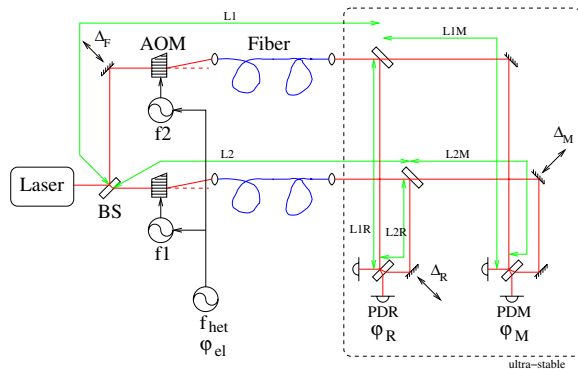 L1
L1M
Δ_F
AOM
Fiber
f2
L2
L2M
Δ_M
Laser
BS
f1
L1R
L2R
Δ_R
f_het
φ_el
PDR
φ_R
PDM
φ_M
ultra-stable